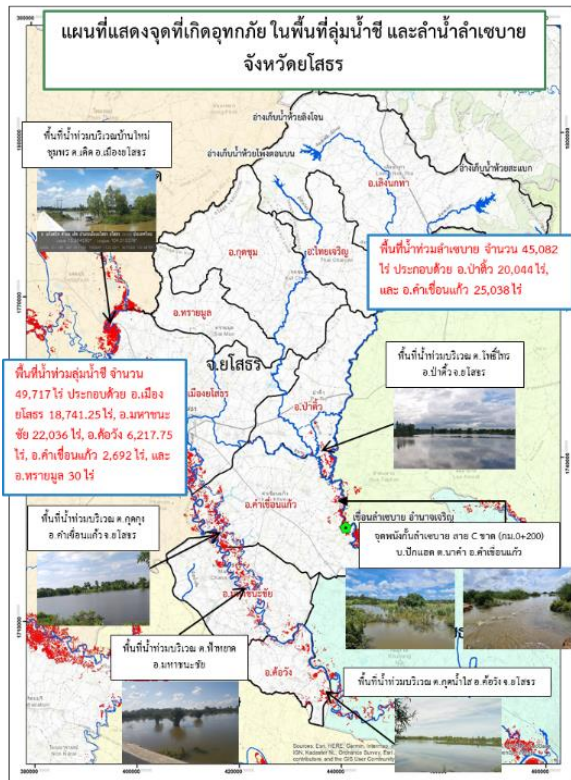 แผนที่แสดงจุดที่เกิดอุทกภัย ในพื้นที่ลุ่มน้ำชี และลำน้ำลำเซบาย
จังหวัดยโสธร
อ่างเก็บน้ำห้วยลิงโจน
พื้นที่น้ำท่วมบริเวณบ้านใหม่
ชุมพร ต.เดิด อ.เมืองยโสธร
อ่างเก็บน้ำห้วยโพง
อ่างเก็บน้ำห้วยสะแบก
อ.เลิงนกทา
อ.กุดชุม
อ.ไทยเจริญ
พื้นที่น้ำท่วมลำเซบาย จำนวน 45,082
ไร่ ประกอบด้วย อ.ป่าติ้ว 20,044 ไร่,
และ อ.คำเขื่อนแก้ว 25,038 ไร่
อ.ทรายมูล
จ.ยโสธร
พื้นที่น้ำท่วมลุ่มน้ำชี จำนวน
49,717 ไร่ ประกอบด้วย อ.เมือง
ยโสธร 18,741.25 ไร่, อ.มหาชนะ
ชัย 22,036 ไร่, อ.ค้อวัง 6,217.75
ไร่, อ.คำเขื่อนแก้ว 2,692 ไร่, และ
อ.ทรายมูล 30 ไร่
พื้นที่น้ำท่วมบริเวณ ต.โพธิ์ไทร
อ.ป่าติ้ว จ.ยโสธร
เมืองยโสธร
อ.ป่าติ้ว
อ.คำเขื่อนแก้ว
เขื่อนลำเซบาย อำนาจเจริญ
พื้นที่น้ำท่วมบริเวณ ต.กุดกุง
อ.คำเขื่อนแก้ว จ.ยโสธร
จุดพนังกั้นลำเซบาย สาย C ขาด (กม.0+200)
บ.ปักแฮด ต.นาคำ อ.คำเขื่อนแก้ว
อ.มหาชนะชัย
พื้นที่น้ำท่วมบริเวณ ต.ฟ้าหยาด
อ.มหาชนะชัย
อ.ค้อวัง
พื้นที่น้ำท่วมบริเวณ ต.กุดน้ำใส อ.ค้อวัง จ.ยโสธร